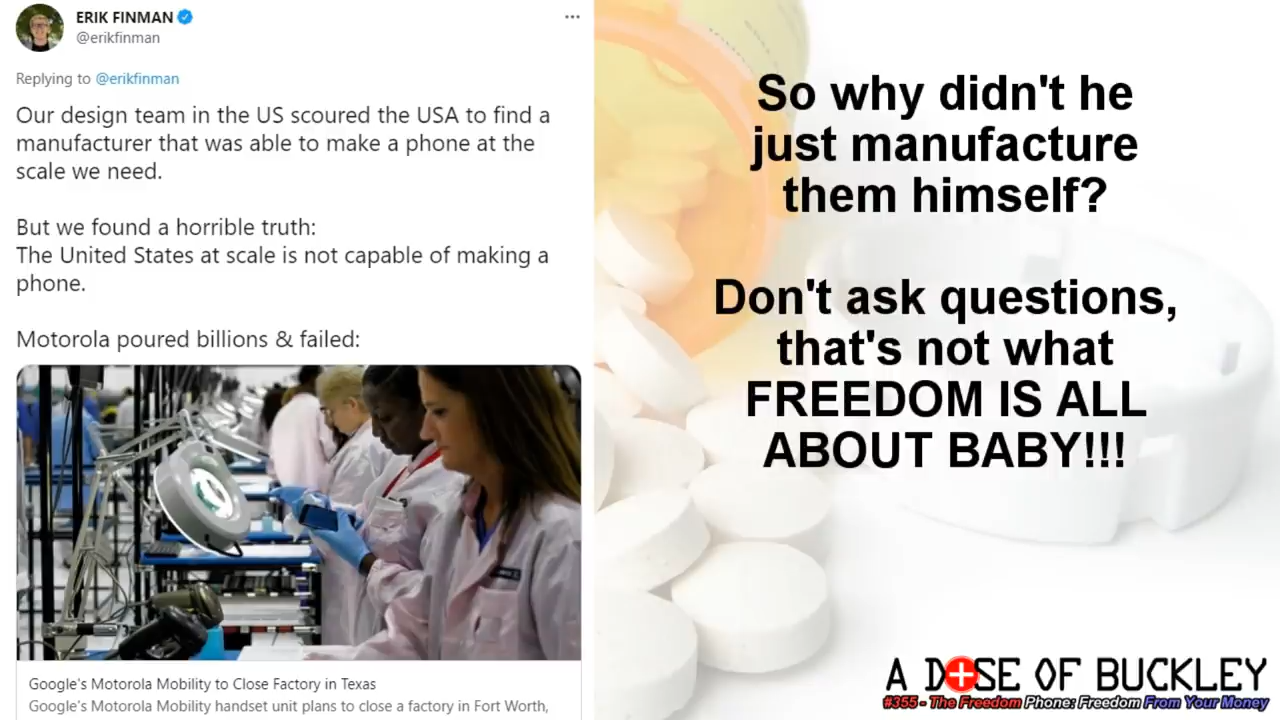 ERIK FINMAN
@erikfinman
Replying to @erikfinman
Our design team in the US scoured the USA to find a
manufacturer that was able to make a phone at the
scale we need.
But we found a horrible truth:
The United States at scale is not capable of making a
phone.
Motorola poured billions & failed:
Google's Motorola Mobility to Close Factory in Texas
Google's Motorola Mobility handset unit plans to close a factory in Fort Worth,
So why didn't he
just manufacture
them himself?
Don't ask questions,
that's not what
FREEDOM IS ALL
ABOUT BABY!!!
A DOSE OF BUCKLEY
#355 - The Freedom Phone: Freedom From Your Money